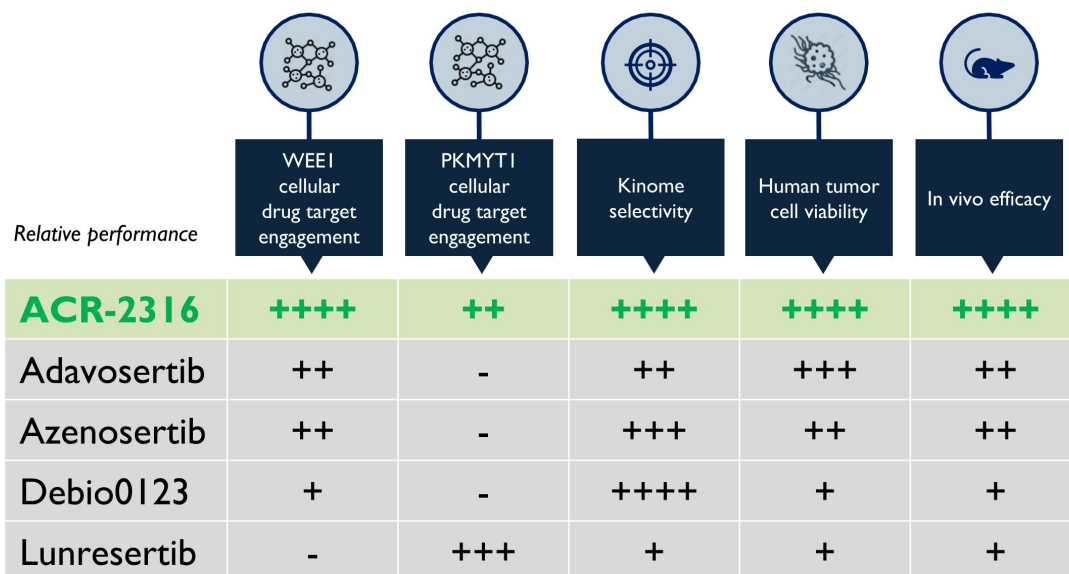 WEE1
cellular
drug target
engagement
PKMYT1
cellular
drug target
engagement
Kinome
selectivity
Human tumor
cell viability
In vivo efficacy
Relative performance
ACR-2316 ++++ ++ ++++ ++++ ++++
Adavosertib ++ - ++ +++ ++
Azenosertib ++ - +++ ++ ++
Debio0123 + - ++++ + +
Lunresertib - +++ + + +